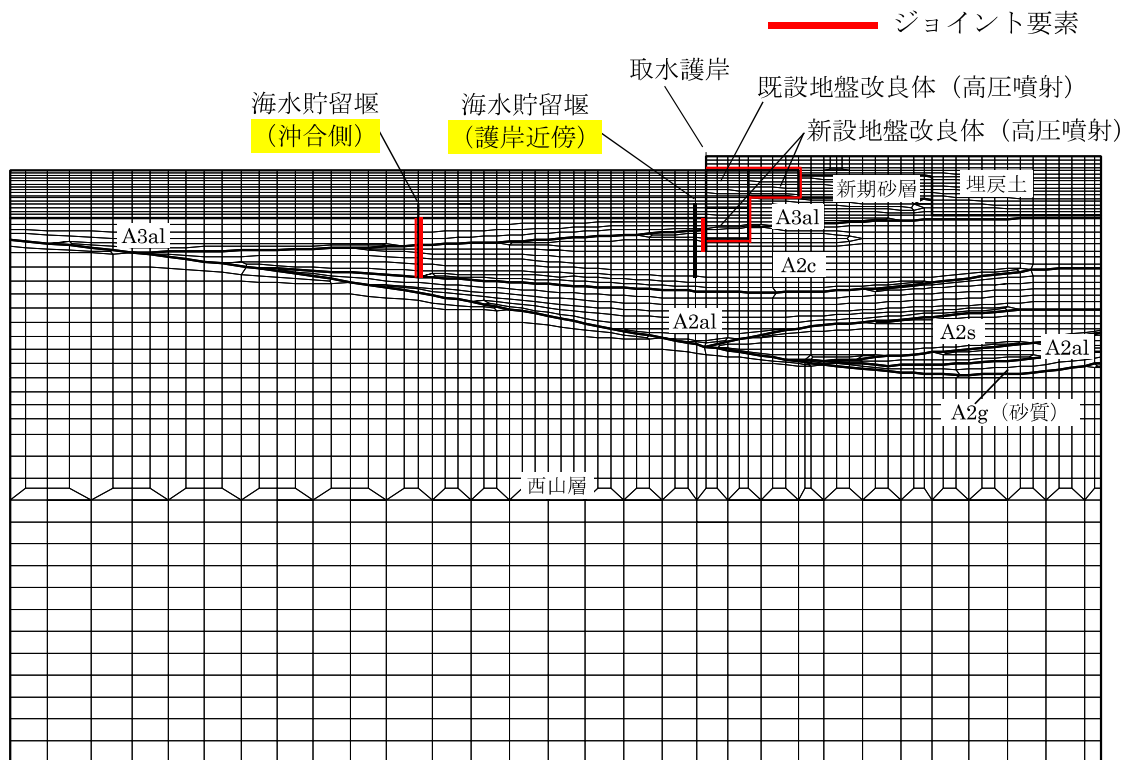 ジョイント要素
取水護岸
既設地盤改良体（高圧噴射）
海水貯留堰
（沖合側）
海水貯留堰
（護岸近傍）
新設地盤改良体（高圧噴射）
新期砂層
埋戻土
A3al
A3al
A2c
A2al
A2s
A2al
A2g（砂質）
西山層